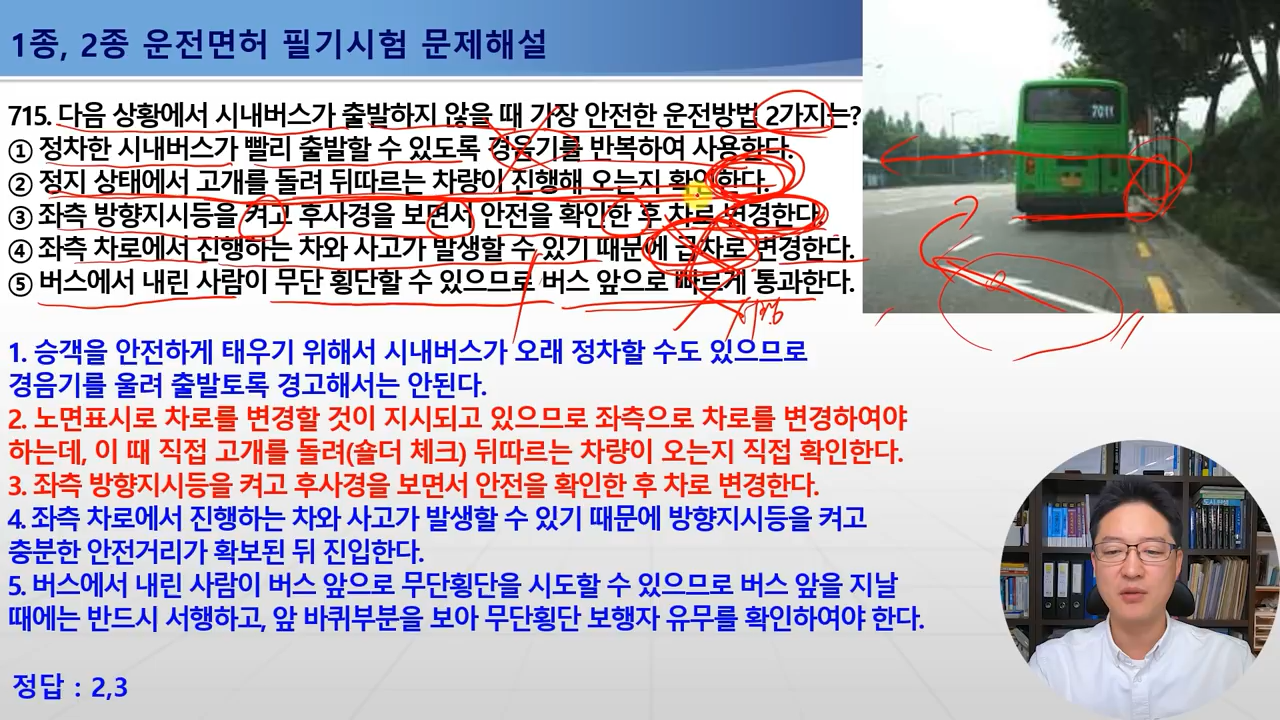 1종, 2종 운전면허 필기시험 문제해설
715. 다음 상황에서 시내버스가 출발하지 않을 때 가장 안전한 운전방법 2가지는?
① 정차한 시내버스가 빨리 출발할 수 있도록 경음기를 반복하여 사용한다.
② 정지 상태에서 고개를 돌려 뒤따르는 차량이 진행해 오는지 확인한다.
③ 좌측 방향지시등을 켜고 후사경을 보면서 안전을 확인한 후 차로 변경한다.
④ 좌측 차로에서 진행하는 차와 사고가 발생할 수 있기 때문에 급차로 변경한다.
⑤ 버스에서 내린 사람이 무단 횡단할 수 있으므로 버스 앞으로 빠르게 통과한다.
7011
1. 승객을 안전하게 태우기 위해서 시내버스가 오래 정차할 수도 있으므로
경음기를 울려 출발토록 경고해서는 안된다.
2. 노면표시로 차로를 변경할 것이 지시되고 있으므로 좌측으로 차로를 변경하여야
하는데, 이 때 직접 고개를 돌려(숄더 체크) 뒤따르는 차량이 오는지 직접 확인한다.
3. 좌측 방향지시등을 켜고 후사경을 보면서 안전을 확인한 후 차로 변경한다.
4. 좌측 차로에서 진행하는 차와 사고가 발생할 수 있기 때문에 방향지시등을 켜고
충분한 안전거리가 확보된 뒤 진입한다.
5. 버스에서 내린 사람이 버스 앞으로 무단횡단을 시도할 수 있으므로 버스 앞을 지날
때에는 반드시 서행하고, 앞 바퀴부분을 보아 무단횡단 보행자 유무를 확인하여야 한다.
정답 : 2,3